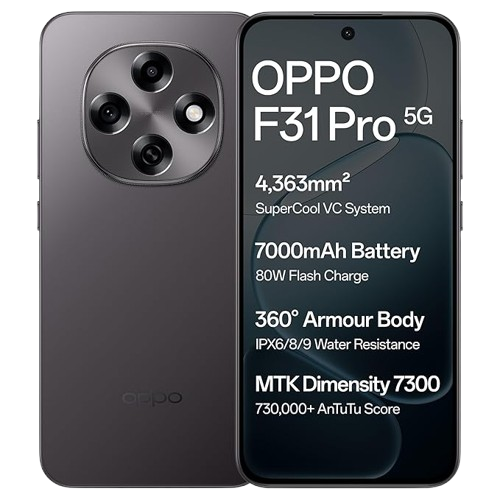 OPPO
F31 Pro 5G
4,363mm²
SuperCool VC System
7000mAh Battery
80W Flash Charge
360° Armour Body
IPX6/8/9 Water Resistance
MTK Dimensity 7300
730,000+ AnTuTu Score
oppo